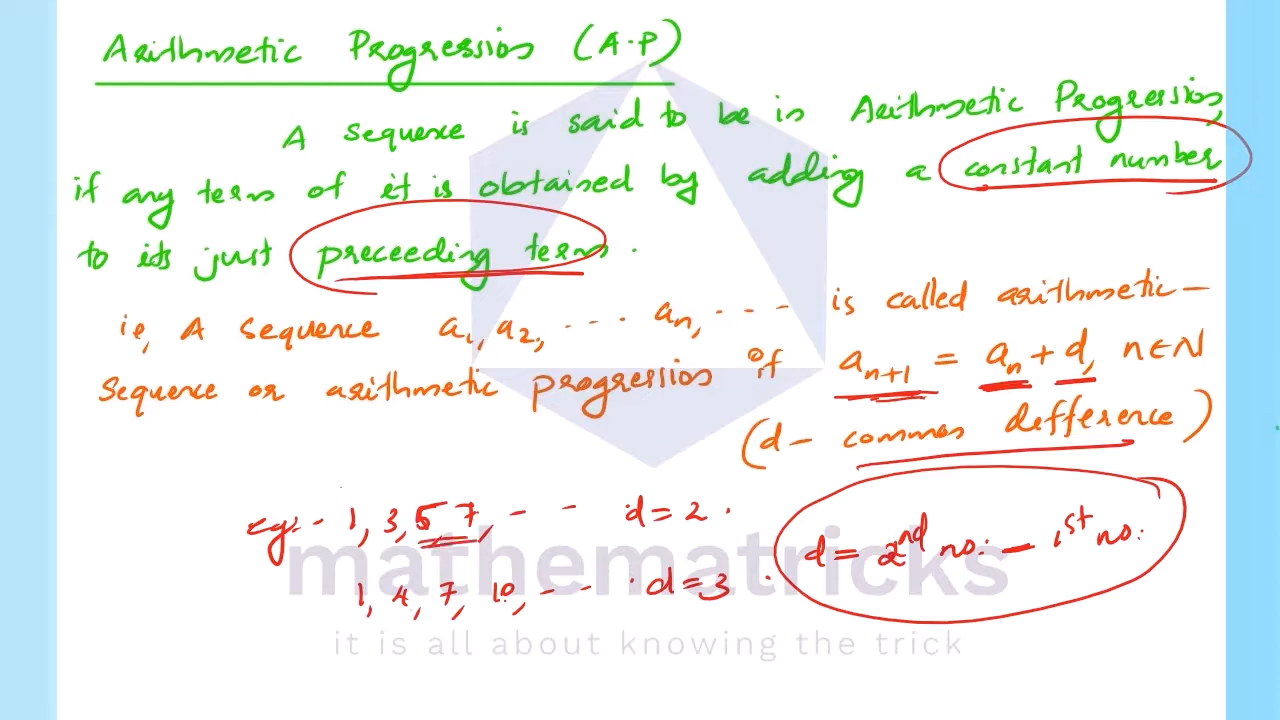 Arithmetic Progression (A.P)
A sequence is said to be in Arithmetic Progression,
if any term of it is obtained by adding a constant number
to its just preceeding term.
ie, A sequence a₁, a₂, ... aₙ, ... is called arithmetic-
sequence or arithmetic progression if aₙ₊₁ = aₙ + d, n∈N
(d - common difference)
eg:- 1, 3, 5 7, - - d = 2.
d = 2nd no. - 1st no.
1, 4, 7, 10, - - . d = 3.
mathematricks
it is all about knowing the trick